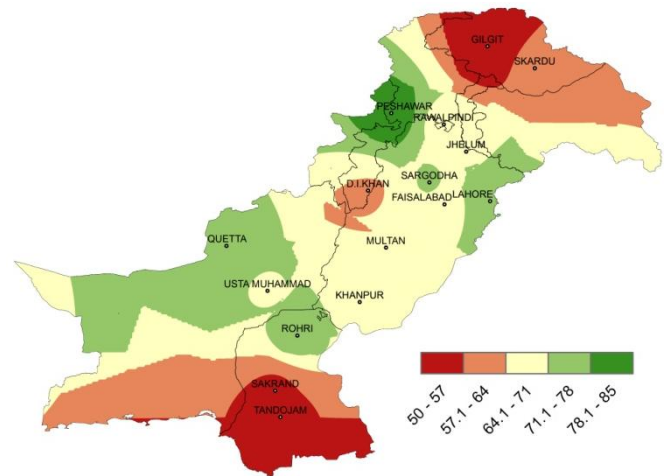 GILGIT
SKARDU
PESHAWAR
RAWALPINDI
JHELUM
SARGODHA
D.I.KHAN
FAISALABAD
LAHORE
QUETTA
MULTAN
USTA MUHAMMAD
KHANPUR
ROHRI
SAKRAND
TANDOJAM
50 - 57
57.1 - 64
64.1 - 71
71.1 - 78
78.1 - 85